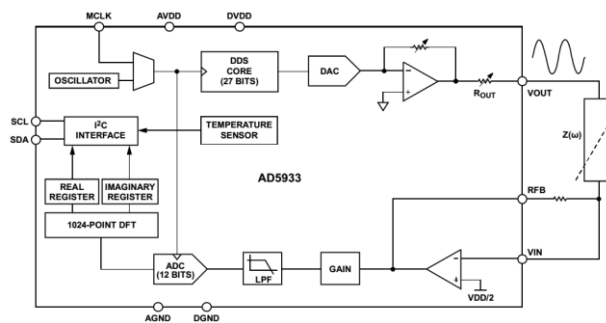 MCLK
AVDD
DVDD
OSCILLATOR
DDS
CORE
(27 BITS)
DAC
ROUT
VOUT
SCL
SDA
I2C
INTERFACE
TEMPERATURE
SENSOR
Z(ω)
AD5933
REAL
REGISTER
IMAGINARY
REGISTER
RFB
1024-POINT DFT
ADC
(12 BITS)
LPF
GAIN
VIN
VDD/2
AGND
DGND